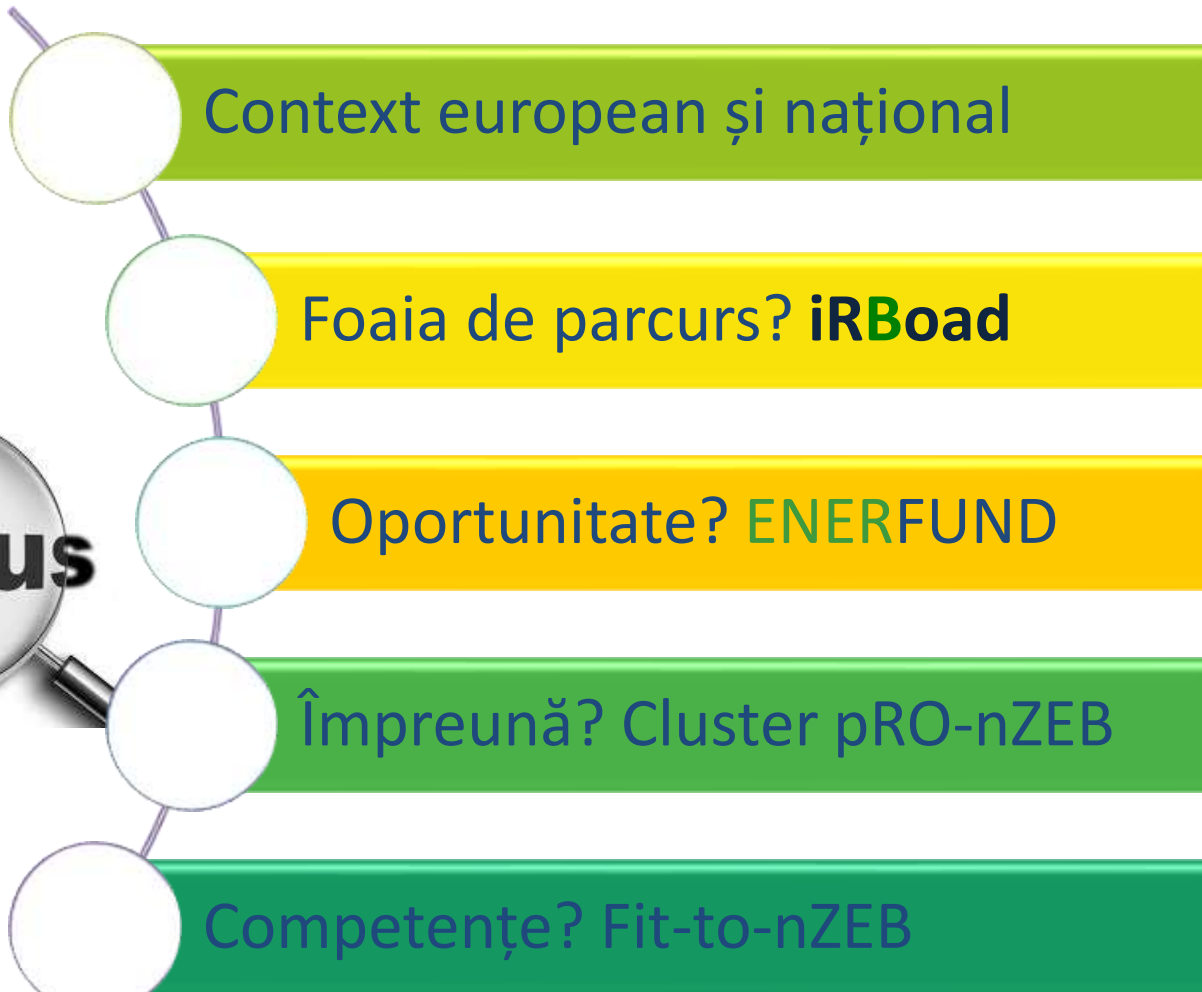 Context european și național
Foaia de parcurs? iRBoad
Oportunitate? ENERFUND
us
Împreună? Cluster pRO-nZEB
Competențe? Fit-to-nZEB